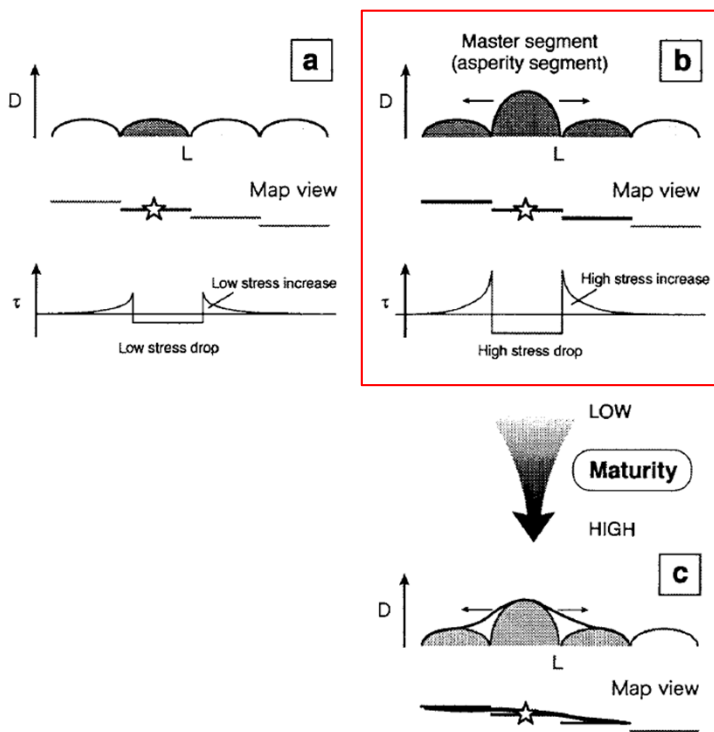 a
D
L
Map view
τ
Low stress increase
Low stress drop
Master segment
(asperity segment)
b
D
L
Map view
τ
High stress increase
High stress drop
LOW
Maturity
HIGH
c
D
L
Map view